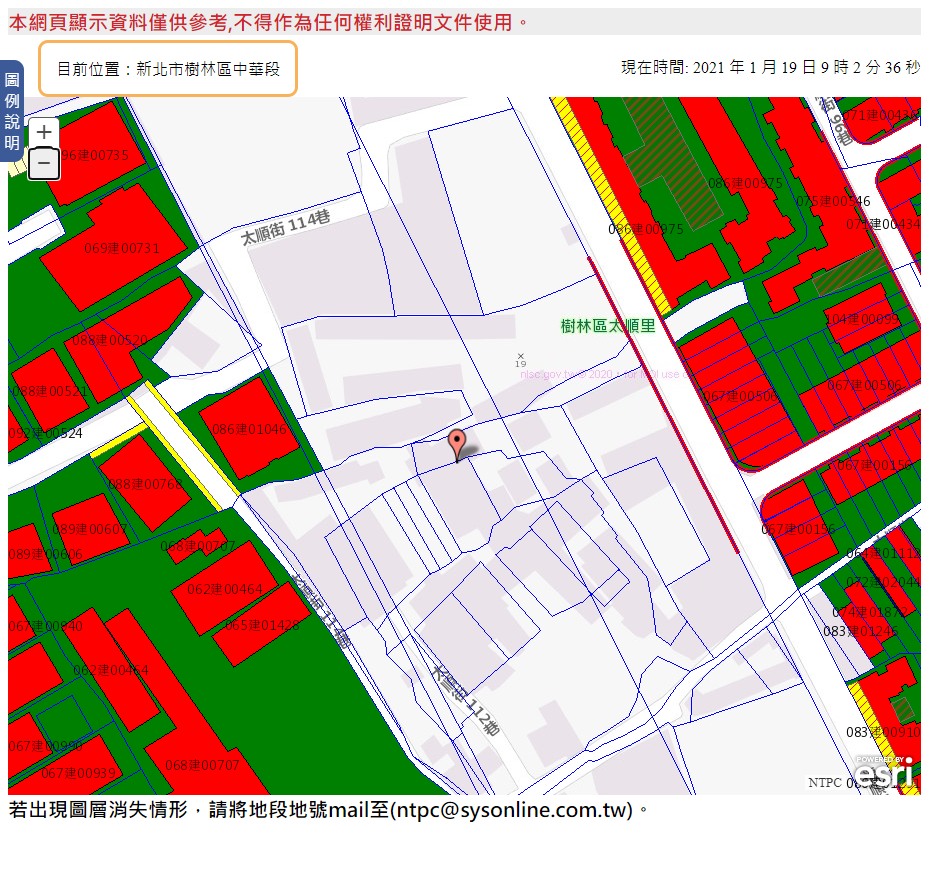 本網頁顯示資料僅供參考,不得作為任何權利證明文件使用。
目前位置：新北市樹林區中華段
現在時間: 2021 年 1 月 19 日 9 時 2 分 36 秒
圖例說明
+
−
96建00735
071建00434
086建00975
075建00546
071建00434
太順街 114巷
069建00731
086建00975
104建00099
樹林區太順里
088建00520
19
067建00506
088建00521
067建00506
092建00524
086建01046
067建00156
088建00768
089建00607
067建00156
068建00707
089建00606
064建01113
062建00464
072建02044
074建01872
067建00940
065建01428
083建01246
062建00464
太順街 112巷
083建00910
067建00990
068建00707
067建00939
POWERED BY
esri
NTPC
若出現圖層消失情形，請將地段地號mail至(ntpc@sysonline.com.tw)。